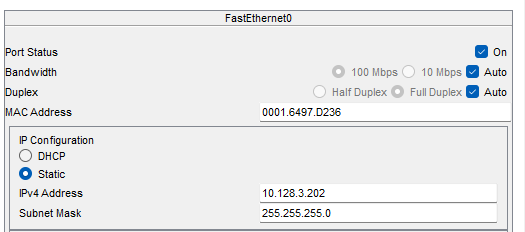 FastEthernet0
Port Status On
Bandwidth 100 Mbps 10 Mbps Auto
Duplex Half Duplex Full Duplex Auto
MAC Address 0001.6497.D236
IP Configuration
DHCP
Static
IPv4 Address 10.128.3.202
Subnet Mask 255.255.255.0